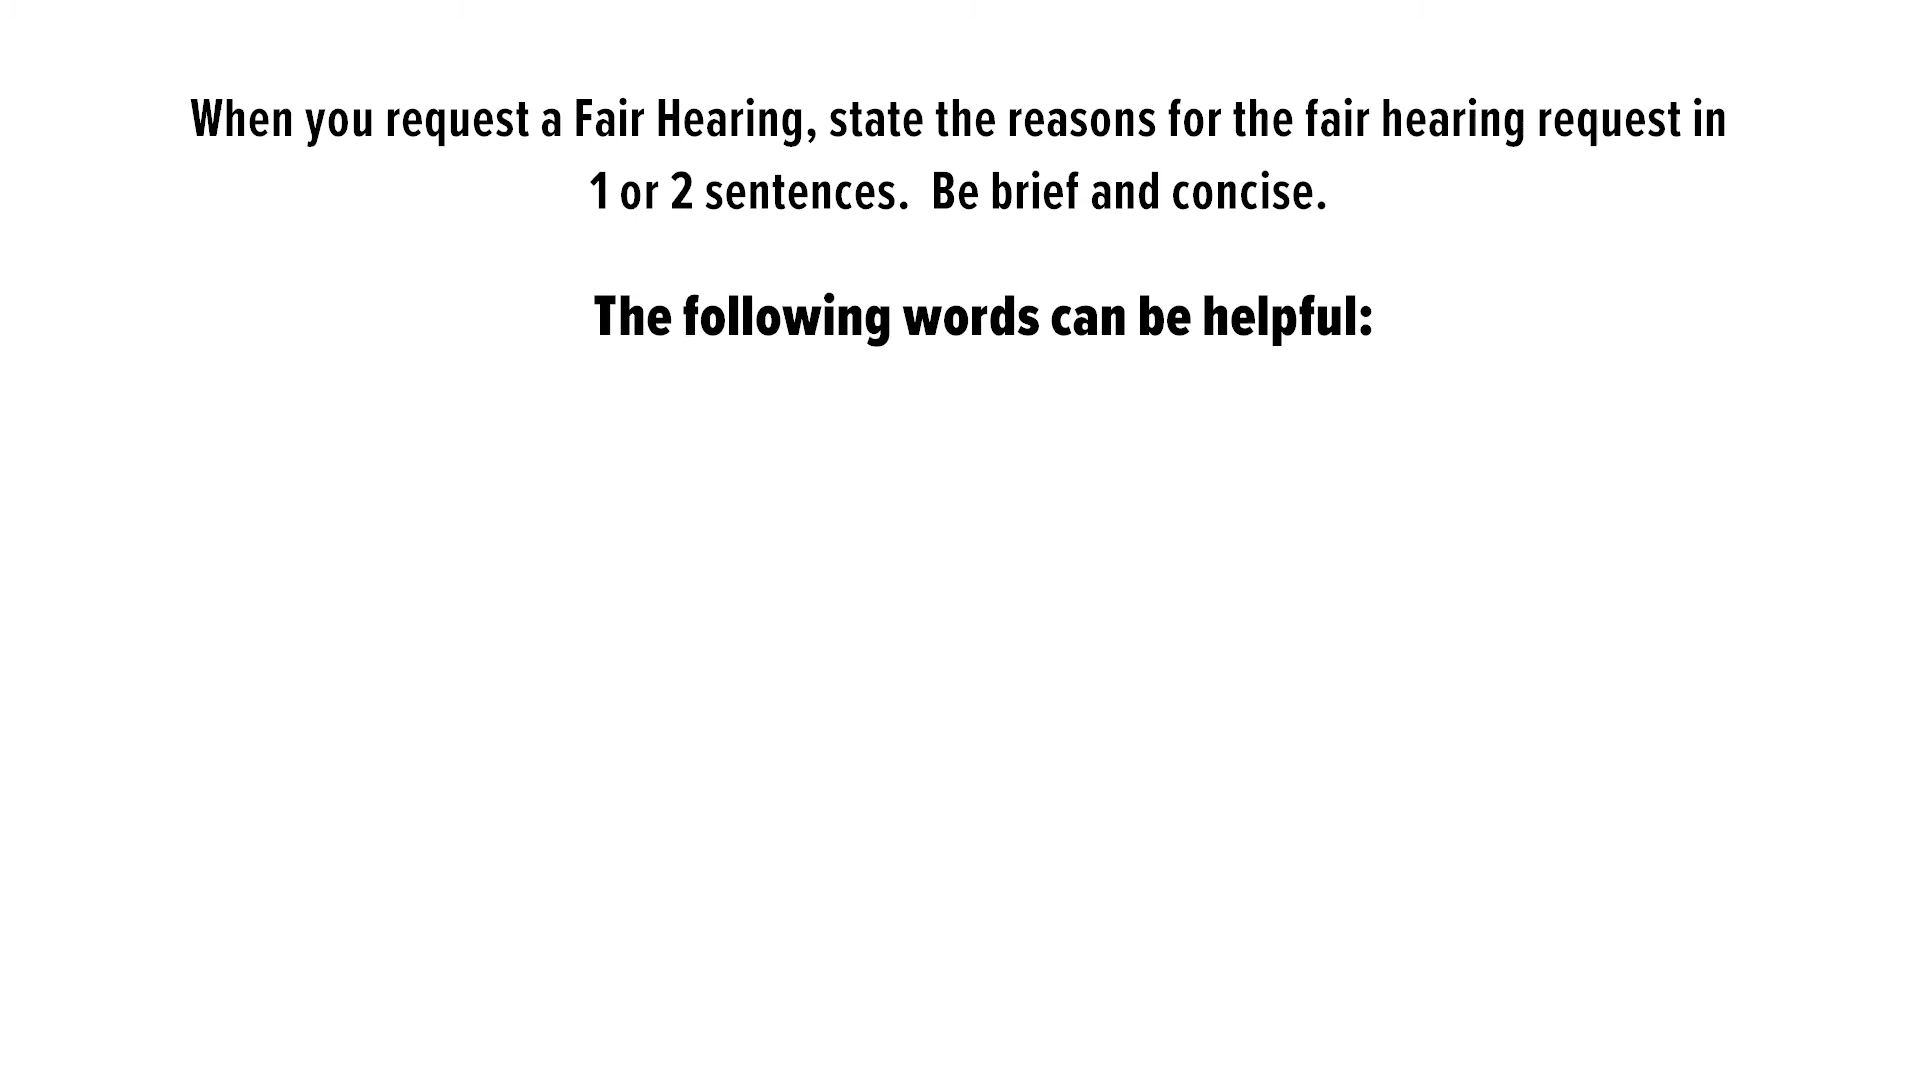 When you request a Fair Hearing, state the reasons for the fair hearing request in
1 or 2 sentences.  Be brief and concise.
The following words can be helpful: